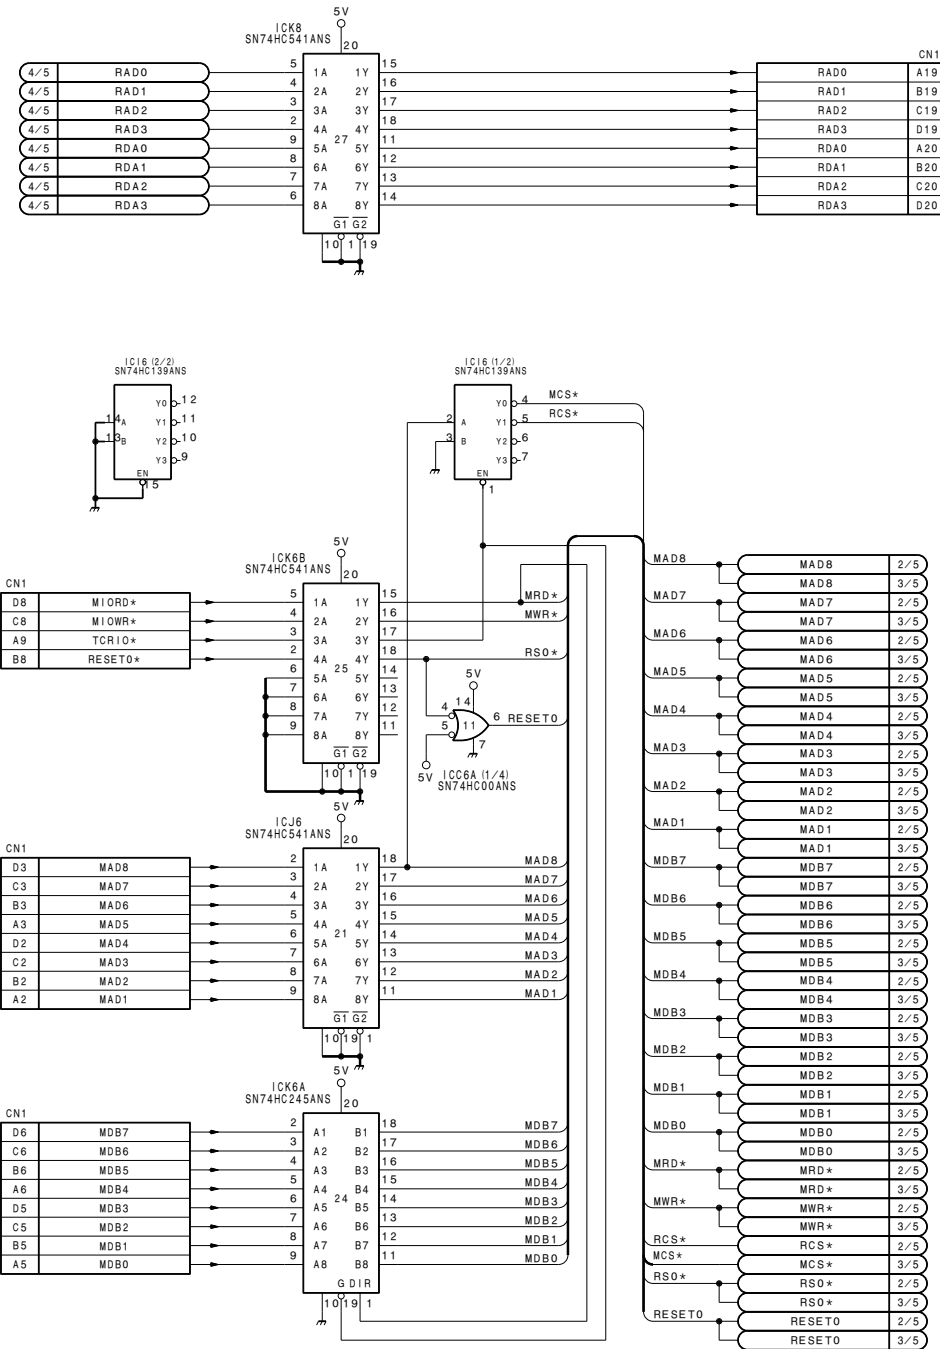 5V
ICK8
SN74HC541ANS
20
CN1
4/5 RAD0 5 1A 1Y 15 RAD0 A19
4/5 RAD1 4 2A 2Y 16 RAD1 B19
4/5 RAD2 3 3A 3Y 17 RAD2 C19
4/5 RAD3 2 4A 4Y 18 RAD3 D19
27
4/5 RDA0 9 5A 5Y 11 RDA0 A20
4/5 RDA1 8 6A 6Y 12 RDA1 B20
4/5 RDA2 7 7A 7Y 13 RDA2 C20
4/5 RDA3 6 8A 8Y 14 RDA3 D20
G1 G2
10 1 19
ICI6 (2/2)
SN74HC139ANS
14 A Y0 12
13 B Y1 11
Y2 10
Y3 9
EN
15
ICI6 (1/2)
SN74HC139ANS
2 A Y0 4 MCS*
3 B Y1 5 RCS*
Y2 6
Y3 7
EN
1
5V
ICK6B
SN74HC541ANS
20
CN1
D8 MIORD* 5 1A 1Y 15 MRD*
C8 MIOWR* 4 2A 2Y 16 MWR*
A9 TCRIO* 3 3A 3Y 17
B8 RESET0* 2 4A 4Y 18 RS0*
25
6 5A 5Y 14
7 6A 6Y 13
8 7A 7Y 12
9 8A 8Y 11
G1 G2
10 1 19
5V
14
4
5
11
6 RESET0
7
5V
ICC6A (1/4)
SN74HC00ANS
5V
ICJ6
SN74HC541ANS
20
CN1
D3 MAD8 2 1A 1Y 18 MAD8
C3 MAD7 3 2A 2Y 17 MAD7
B3 MAD6 4 3A 3Y 16 MAD6
A3 MAD5 5 4A 4Y 15 MAD5
21
D2 MAD4 6 5A 5Y 14 MAD4
C2 MAD3 7 6A 6Y 13 MAD3
B2 MAD2 8 7A 7Y 12 MAD2
A2 MAD1 9 8A 8Y 11 MAD1
G1 G2
10 19 1
5V
ICK6A
SN74HC245ANS
20
CN1
D6 MDB7 2 A1 B1 18 MDB7
C6 MDB6 3 A2 B2 17 MDB6
B6 MDB5 4 A3 B3 16 MDB5
A6 MDB4 5 A4 B4 15 MDB4
24
D5 MDB3 6 A5 B5 14 MDB3
C5 MDB2 7 A6 B6 13 MDB2
B5 MDB1 8 A7 B7 12 MDB1
A5 MDB0 9 A8 B8 11 MDB0
G DIR
10 19 1
MAD8 MAD8 2/5
MAD8 3/5
MAD7 MAD7 2/5
MAD7 3/5
MAD6 MAD6 2/5
MAD6 3/5
MAD5 MAD5 2/5
MAD5 3/5
MAD4 MAD4 2/5
MAD4 3/5
MAD3 MAD3 2/5
MAD3 3/5
MAD2 MAD2 2/5
MAD2 3/5
MAD1 MAD1 2/5
MAD1 3/5
MDB7 MDB7 2/5
MDB7 3/5
MDB6 MDB6 2/5
MDB6 3/5
MDB5 MDB5 2/5
MDB5 3/5
MDB4 MDB4 2/5
MDB4 3/5
MDB3 MDB3 2/5
MDB3 3/5
MDB2 MDB2 2/5
MDB2 3/5
MDB1 MDB1 2/5
MDB1 3/5
MDB0 MDB0 2/5
MDB0 3/5
MRD* MRD* 2/5
MRD* 3/5
MWR* MWR* 2/5
MWR* 3/5
RCS* RCS* 2/5
MCS* MCS* 3/5
RS0* RS0* 2/5
RS0* 3/5
RESET0 RESET0 2/5
RESET0 3/5